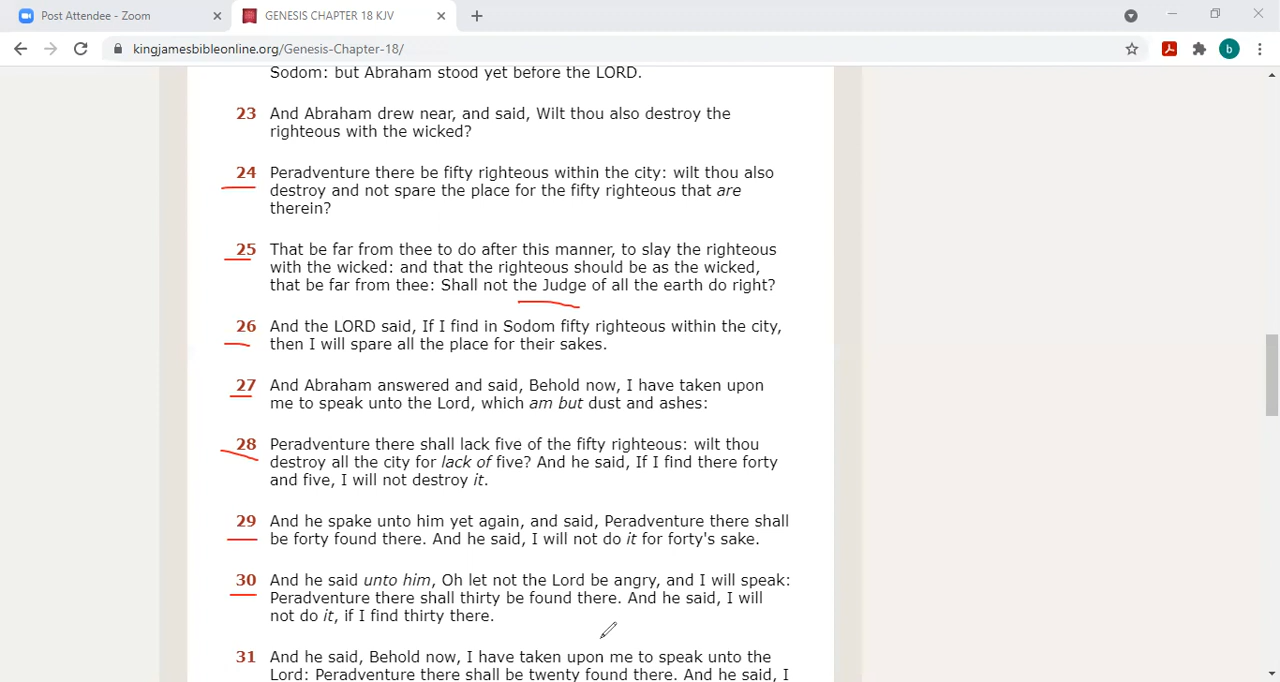 Post Attendee - Zoom
GENESIS CHAPTER 18 KJV
kingjamesbibleonline.org/Genesis-Chapter-18/
b
Sodom: but Abraham stood yet before the LORD.
23 And Abraham drew near, and said, Wilt thou also destroy the
righteous with the wicked?
24 Peradventure there be fifty righteous within the city: wilt thou also
destroy and not spare the place for the fifty righteous that are
therein?
25 That be far from thee to do after this manner, to slay the righteous
with the wicked: and that the righteous should be as the wicked,
that be far from thee: Shall not the Judge of all the earth do right?
26 And the LORD said, If I find in Sodom fifty righteous within the city,
then I will spare all the place for their sakes.
27 And Abraham answered and said, Behold now, I have taken upon
me to speak unto the Lord, which am but dust and ashes:
28 Peradventure there shall lack five of the fifty righteous: wilt thou
destroy all the city for lack of five? And he said, If I find there forty
and five, I will not destroy it.
29 And he spake unto him yet again, and said, Peradventure there shall
be forty found there. And he said, I will not do it for forty's sake.
30 And he said unto him, Oh let not the Lord be angry, and I will speak:
Peradventure there shall thirty be found there. And he said, I will
not do it, if I find thirty there.
31 And he said, Behold now, I have taken upon me to speak unto the
Lord: Peradventure there shall be twenty found there. And he said, I